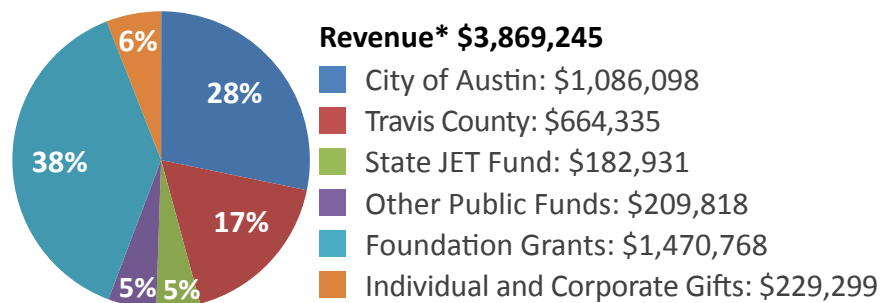 6%
28%
38%
17%
5%
5%
Revenue* $3,869,245
City of Austin: $1,086,098
Travis County: $664,335
State JET Fund: $182,931
Other Public Funds: $209,818
Foundation Grants: $1,470,768
Individual and Corporate Gifts: $229,299